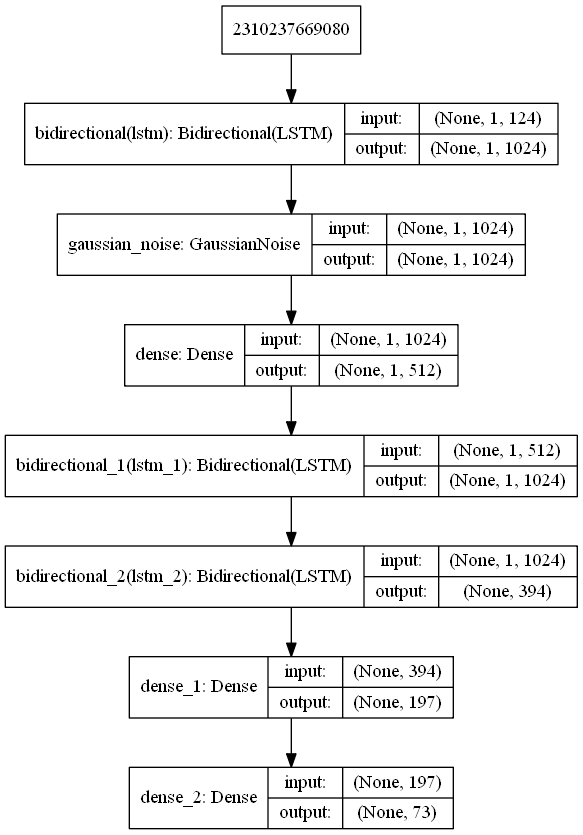 2310237669080
bidirectional(lstm): Bidirectional(LSTM)
input: (None, 1, 124)
output: (None, 1, 1024)
gaussian_noise: GaussianNoise
input: (None, 1, 1024)
output: (None, 1, 1024)
dense: Dense
input: (None, 1, 1024)
output: (None, 1, 512)
bidirectional_1(lstm_1): Bidirectional(LSTM)
input: (None, 1, 512)
output: (None, 1, 1024)
bidirectional_2(lstm_2): Bidirectional(LSTM)
input: (None, 1, 1024)
output: (None, 394)
dense_1: Dense
input: (None, 394)
output: (None, 197)
dense_2: Dense
input: (None, 197)
output: (None, 73)